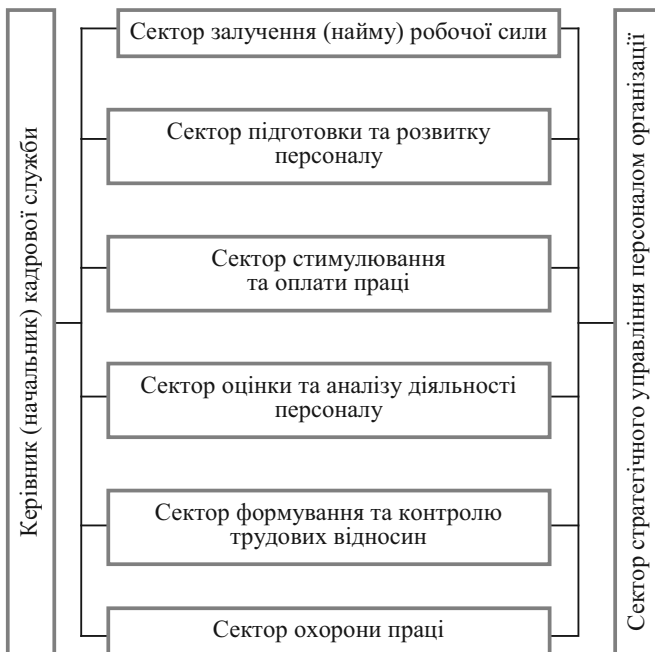 Керівник (начальник) кадрової служби
Сектор залучення (найму) робочої сили
Сектор підготовки та розвитку
персоналу
Сектор стимулювання
та оплати праці
Сектор оцінки та аналізу діяльності
персоналу
Сектор формування та контролю
трудових відносин
Сектор охорони праці
Сектор стратегічного управління персоналом організації